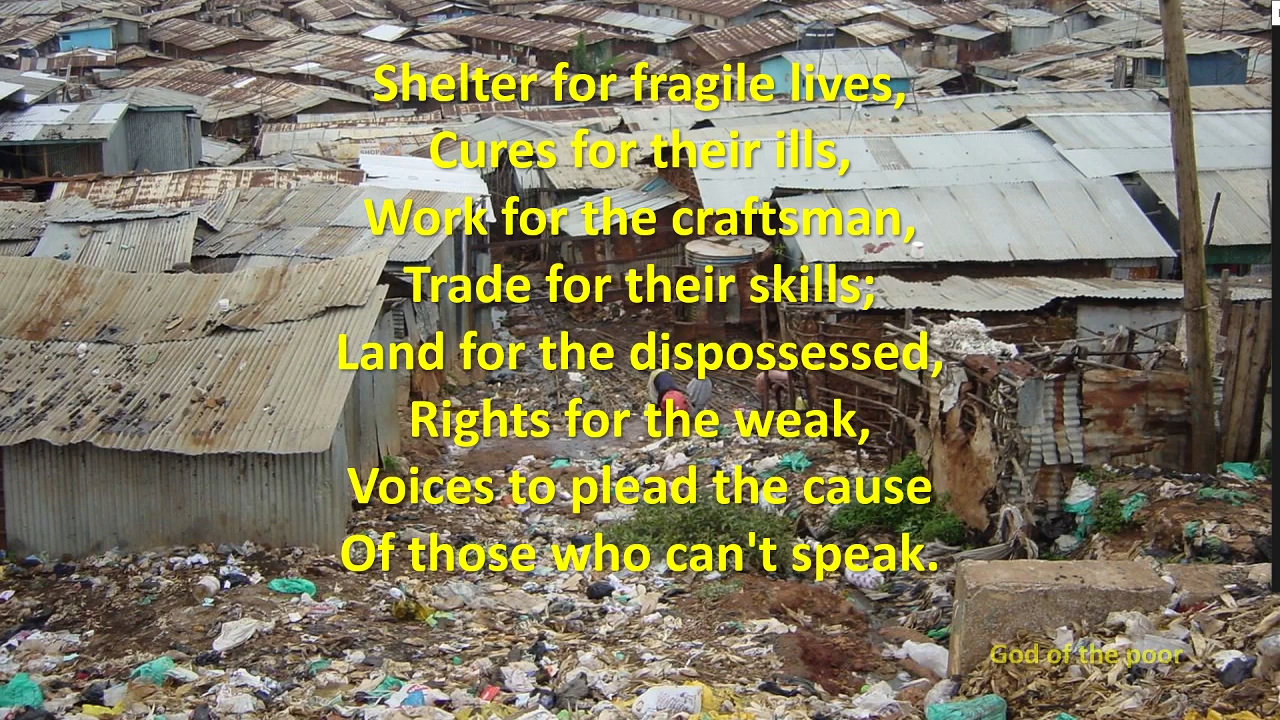 Shelter for fragile lives,
Cures for their ills,
Work for the craftsman,
Trade for their skills;
Land for the dispossessed,
Rights for the weak,
Voices to plead the cause
Of those who can't speak.
God of the poor